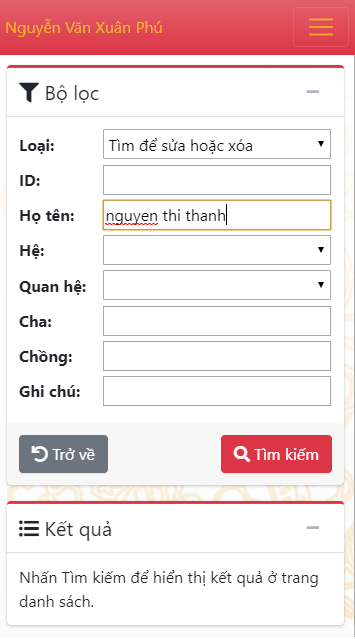 Nguyễn Văn Xuân Phú
Bộ lọc
Loại: Tìm để sửa hoặc xóa
ID:
Họ tên: nguyen thi thanh
Hệ:
Quan hệ:
Cha:
Chồng:
Ghi chú:
Trở về Tìm kiếm
Kết quả
Nhấn Tìm kiếm để hiển thị kết quả ở trang
danh sách.